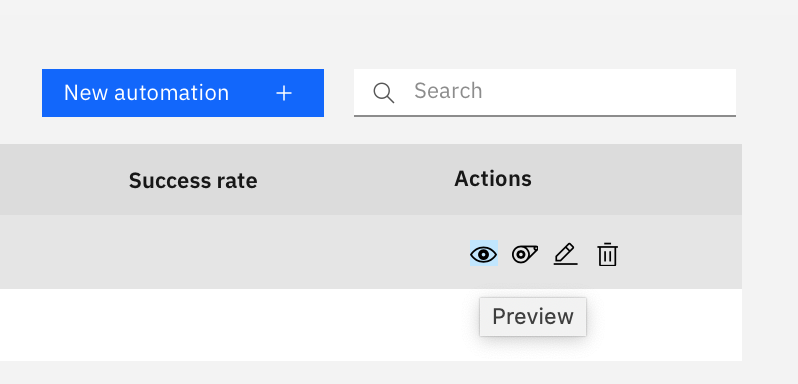 New automation
Search
Success rate
Actions
Preview